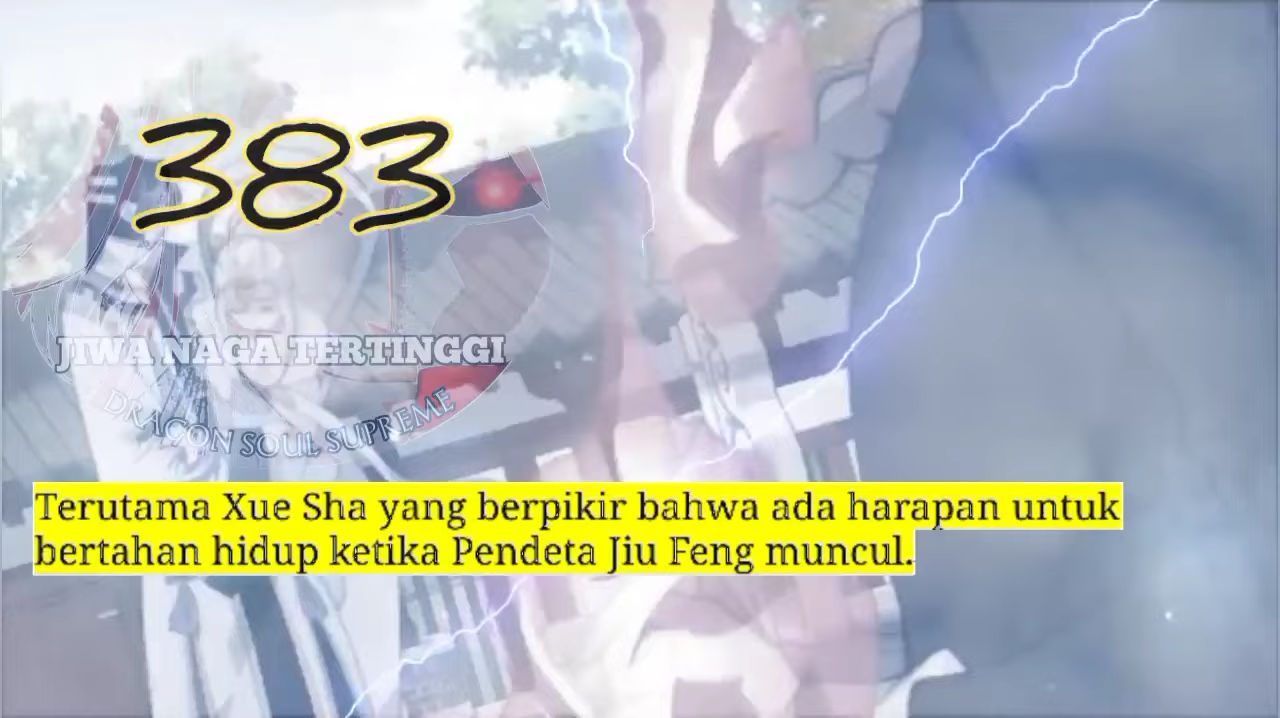 383
JIWA NAGA TERTINGGI
DRAGON SOUL SUPREME
Terutama Xue Sha yang berpikir bahwa ada harapan untuk
bertahan hidup ketika Pendeta Jiu Feng muncul.